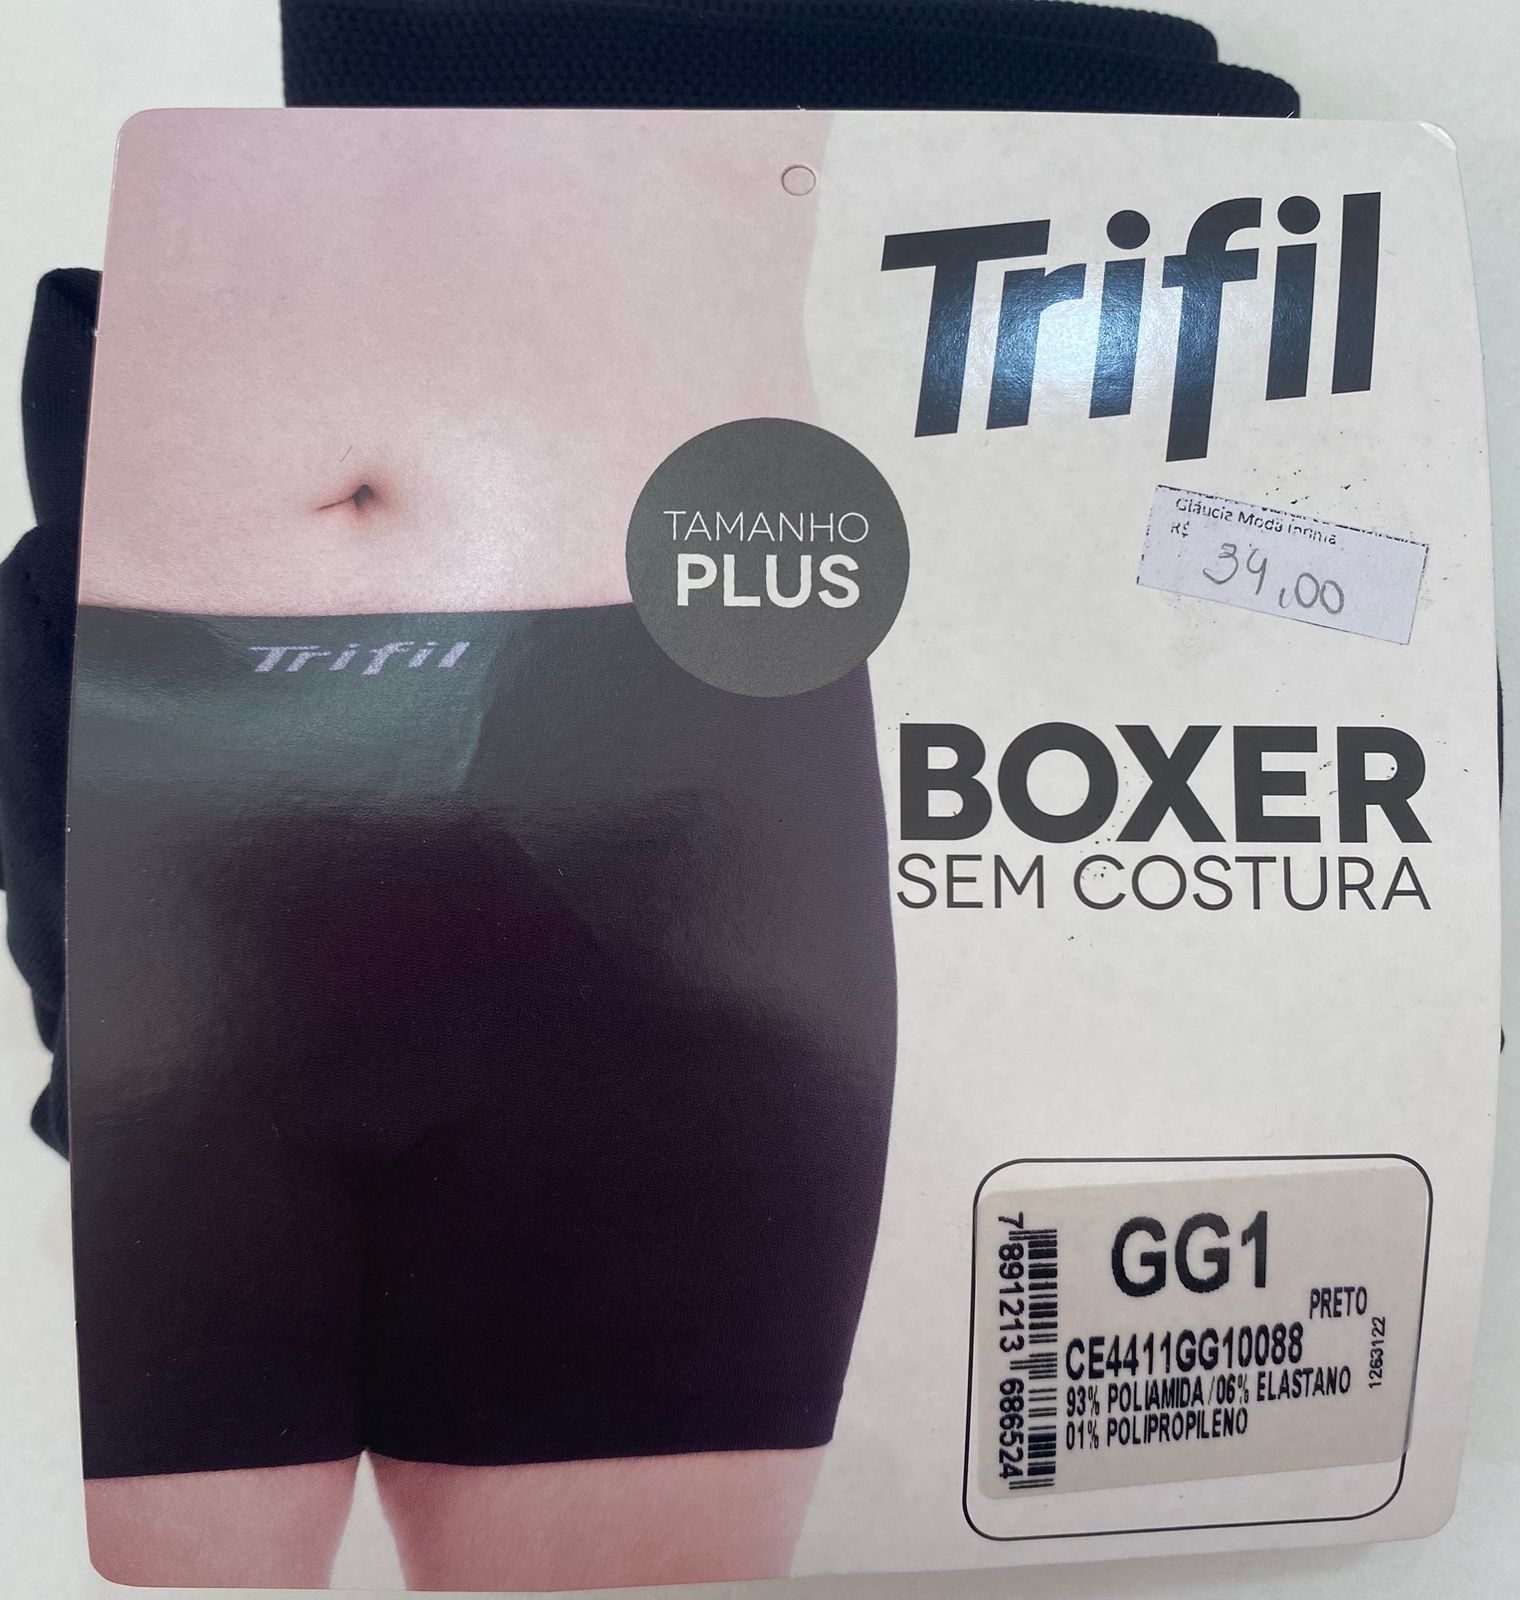 Trifil
Gláucia Moda Íntima
R$
34,00
TAMANHO
PLUS
Trifil
BOXER
SEM COSTURA
GG1
PRETO
CE4411GG10088
93% POLIAMIDA/06% ELASTANO
01% POLIPROPILENO
1263122
7 891213 686524